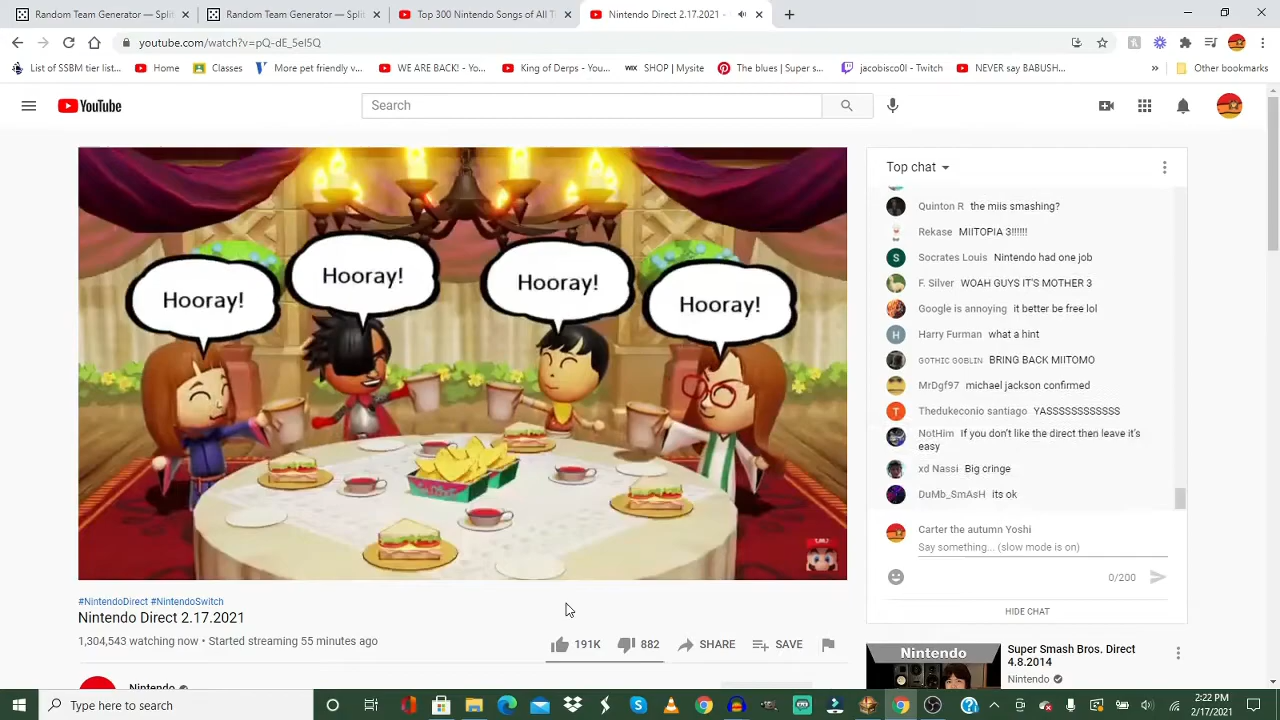 Random Team Generator — Split
Random Team Generator — Split
Top 300 Nintendo Songs of All T
Nintendo Direct 2.17.2021 -
youtube.com/watch?v=pQ-dE_5eI5Q
List of SSBM tier list...
Home
Classes
More pet friendly v...
WE ARE BACK! - Yo...
King of Derps - You...
WIX
SHOP | Mysite
The blues | Super s...
jacobisco0l - Twitch
NEVER say BABUSH...
»
Other bookmarks
YouTube
Search
Hooray!
Hooray!
Hooray!
Hooray!
Top chat
Quinton R the miis smashing?
Rekase MIITOPIA 3!!!!!!
Socrates Louis Nintendo had one job
F. Silver WOAH GUYS IT'S MOTHER 3
Google is annoying it better be free lol
Harry Furman what a hint
GOTHIC GOBLIN BRING BACK MIITOMO
MrDgf97 michael jackson confirmed
Thedukeconio santiago YASSSSSSSSSSSS
NotHim If you don't like the direct then leave it's
easy
xd Nassi Big cringe
DuMb_SmAsH its ok
Carter the autumn Yoshi
Say something... (slow mode is on)
0/200
HIDE CHAT
#NintendoDirect #NintendoSwitch
Nintendo Direct 2.17.2021
1,304,543 watching now • Started streaming 55 minutes ago
191K
882
SHARE
SAVE
Nintendo
Nintendo
Super Smash Bros. Direct
4.8.2014
Nintendo
Type here to search
2:22 PM
2/17/2021